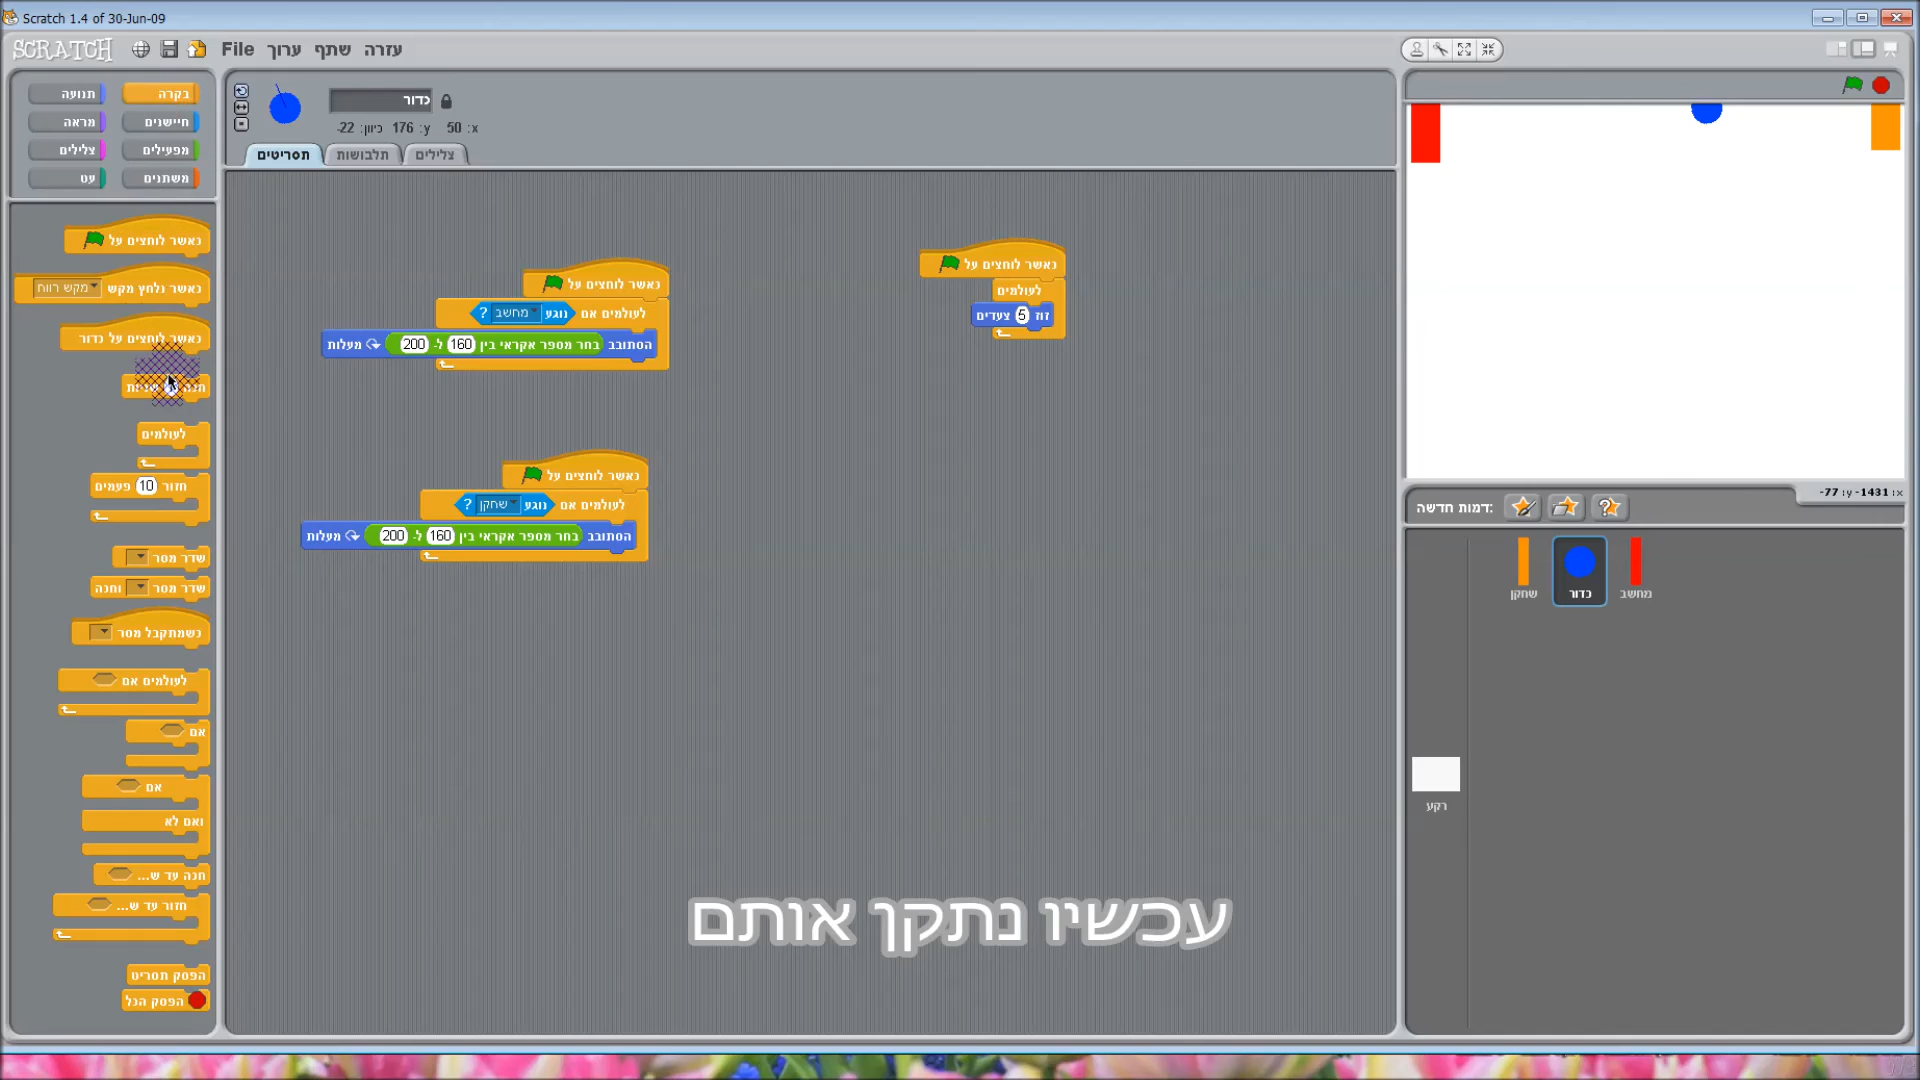 Scratch 1.4 of 30-Jun-09
SCRATCH
File ערוך שתף עזרה
בקרה תנועה
חיישנים מראה
מפעילים צלילים
משתנים עט
כאשר לוחצים על
כאשר נלחץ מקש מקש רווח
כאשר לוחצים על כדור
חכה שניות
לעולמים
חזור 10 פעמים
שדר מסר
שדר מסר וחכה
כשמתקבל מסר
לעולמים אם
אם
אם
ואם לא
חכה עד ש...
חזור עד ש...
הפסק תסריט
הפסק הכל
כדור
x: 50 y: 176 כיוון: -22
תסריטים תלבושות צלילים
כאשר לוחצים על
לעולמים אם נוגע מחשב ?
הסתובב בחר מספר אקראי בין 160 ל- 200 מעלות
כאשר לוחצים על
לעולמים אם נוגע שחקן ?
הסתובב בחר מספר אקראי בין 160 ל- 200 מעלות
כאשר לוחצים על
לעולמים
זוז 5 צעדים
x: -1431 y: -77
דמות חדשה:
שחקן כדור מחשב
רקע
עכשיו נתקן אותם